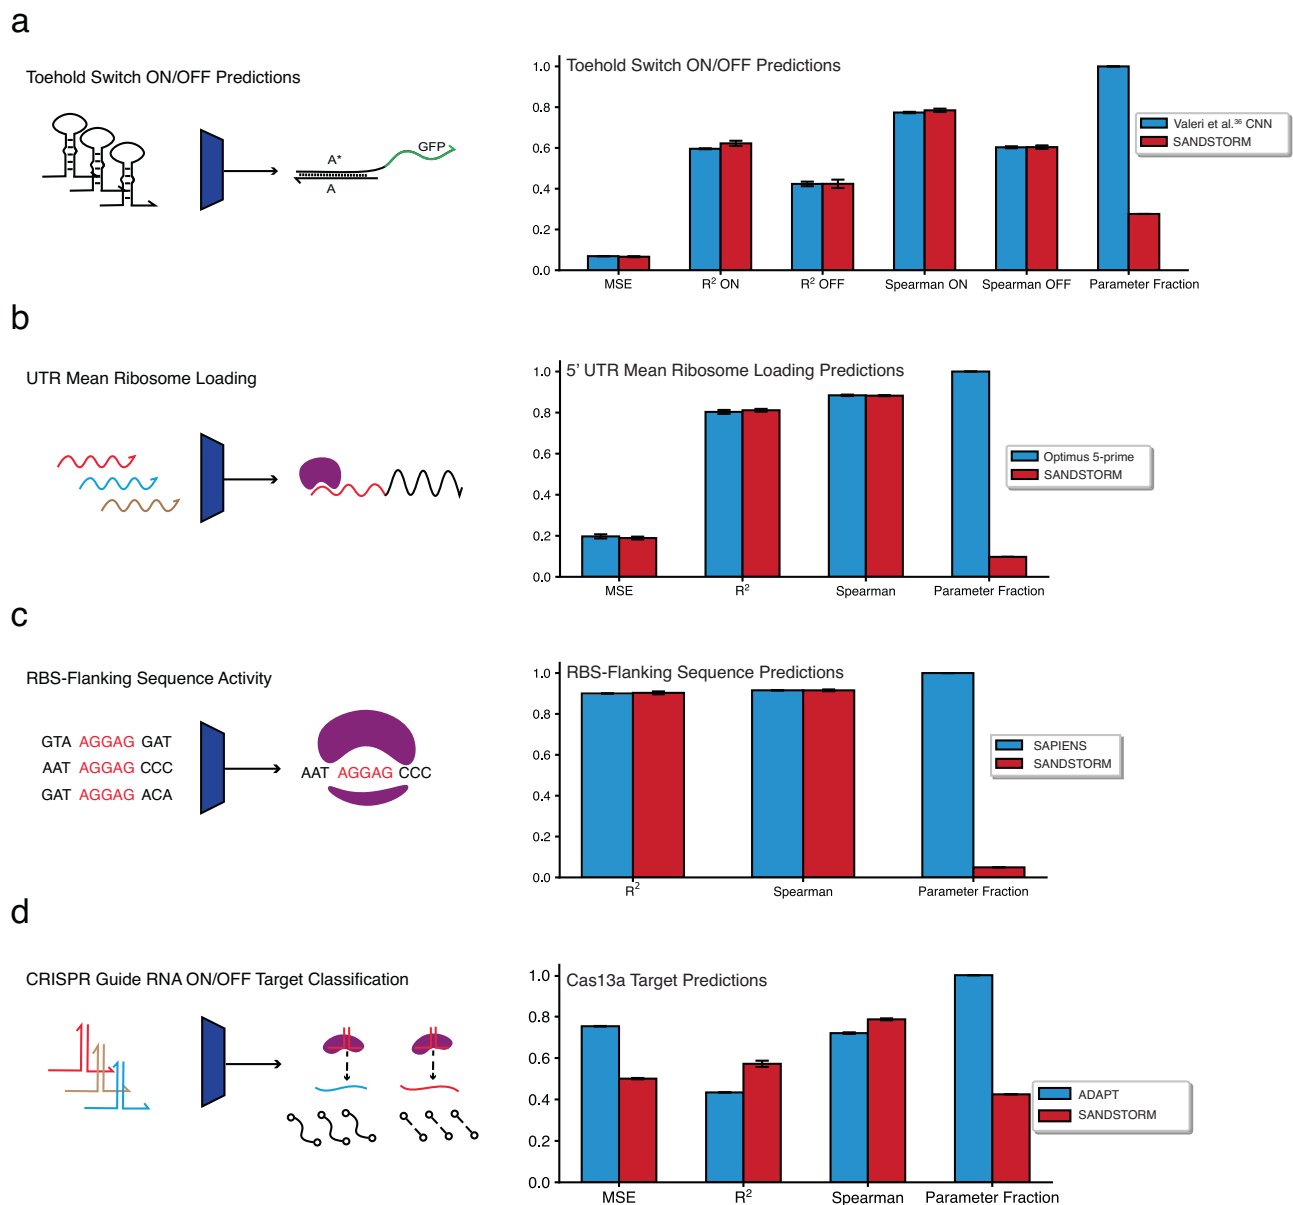 a
Toehold Switch ON/OFF Predictions
A*
A
GFP
Toehold Switch ON/OFF Predictions
1.0
0.8
0.6
0.4
0.2
0.0
MSE
R² ON
R² OFF
Spearman ON
Spearman OFF
Parameter Fraction
Valeri et al.³⁶ CNN
SANDSTORM
b
UTR Mean Ribosome Loading
5' UTR Mean Ribosome Loading Predictions
1.0
0.8
0.6
0.4
0.2
0.0
MSE
R²
Spearman
Parameter Fraction
Optimus 5-prime
SANDSTORM
c
RBS-Flanking Sequence Activity
GTA AGGAG GAT
AAT AGGAG CCC
GAT AGGAG ACA
AAT AGGAG CCC
RBS-Flanking Sequence Predictions
1.0
0.8
0.6
0.4
0.2
0.0
R²
Spearman
Parameter Fraction
SAPIENS
SANDSTORM
d
CRISPR Guide RNA ON/OFF Target Classification
Cas13a Target Predictions
1.0
0.8
0.6
0.4
0.2
0.0
MSE
R²
Spearman
Parameter Fraction
ADAPT
SANDSTORM